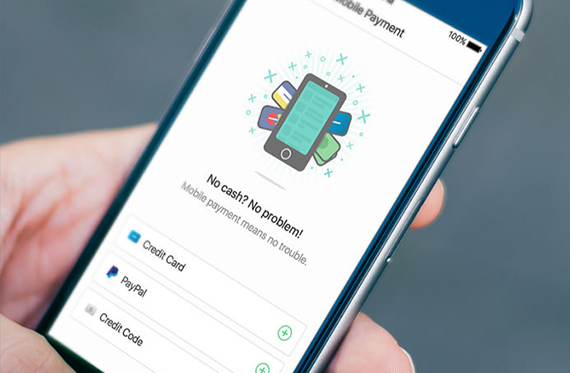 100%
Mobile Payment
No cash? No problem!
Mobile payment means no trouble.
Credit Card
PayPal
Credit Code